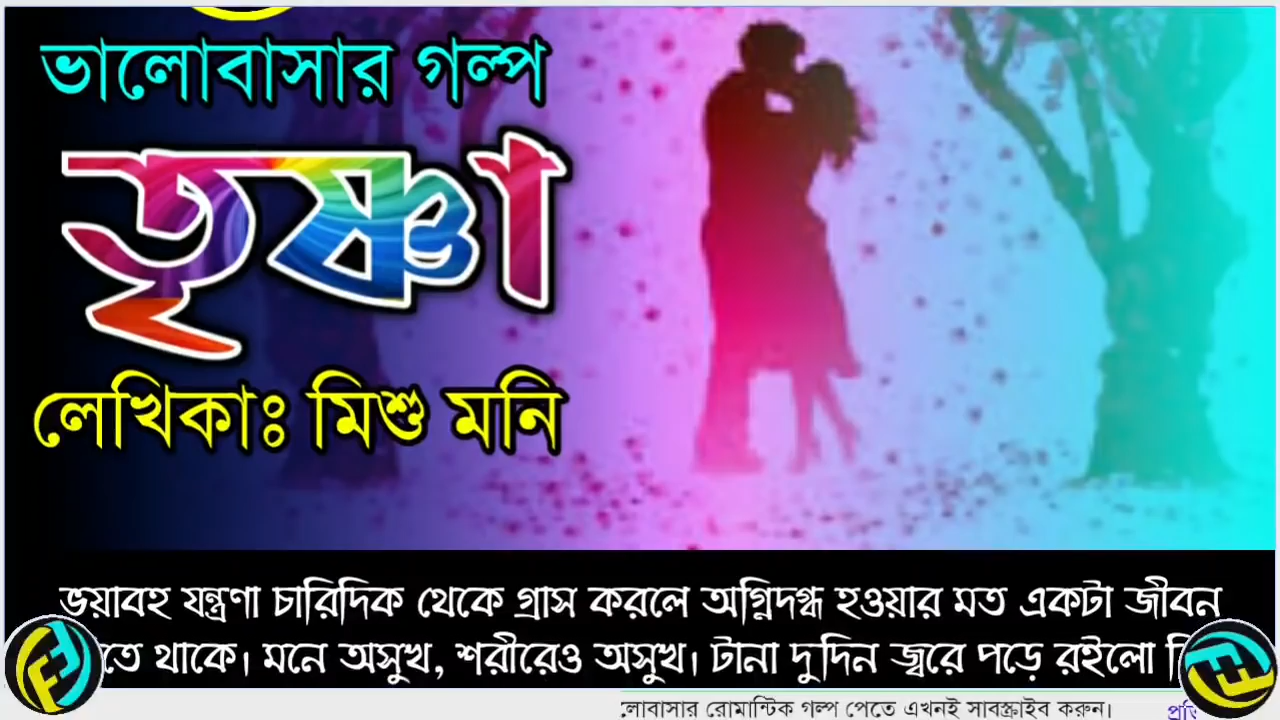 ভালোবাসার গল্প
তৃষ্ণা
লেখিকাঃ মিশু মনি
ভয়াবহ যন্ত্রণা চারিদিক থেকে গ্রাস করলে অগ্নিদগ্ধ হওয়ার মত একটা জীবন
থাকে। মনে অসুখ, শরীরেও অসুখ। টানা দু'দিন জ্বরে পড়ে রইলো
রোমান্টিক গল্প পেতে এখনই সাবস্ক্রাইব করুন।